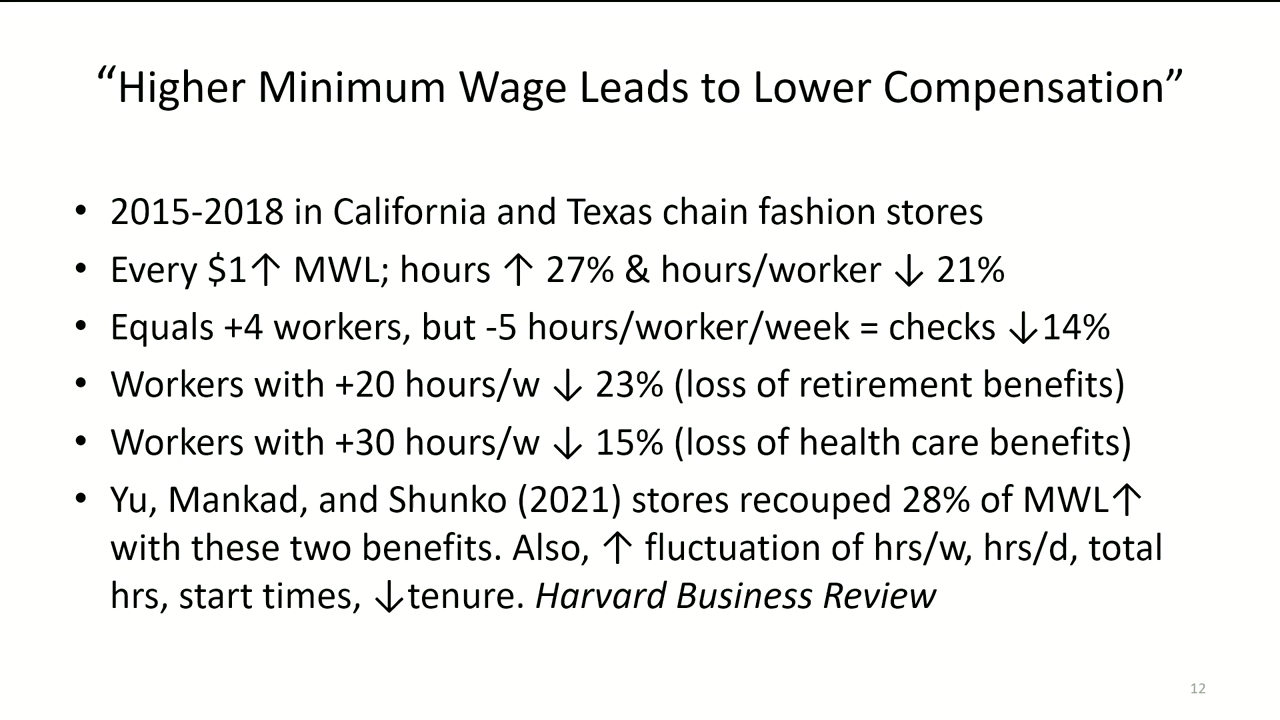 “Higher Minimum Wage Leads to Lower Compensation”
• 2015-2018 in California and Texas chain fashion stores
• Every $1↑ MWL; hours ↑ 27% & hours/worker ↓ 21%
• Equals +4 workers, but -5 hours/worker/week = checks ↓14%
• Workers with +20 hours/w ↓ 23% (loss of retirement benefits)
• Workers with +30 hours/w ↓ 15% (loss of health care benefits)
• Yu, Mankad, and Shunko (2021) stores recouped 28% of MWL↑
with these two benefits. Also, ↑ fluctuation of hrs/w, hrs/d, total
hrs, start times, ↓tenure. Harvard Business Review
12